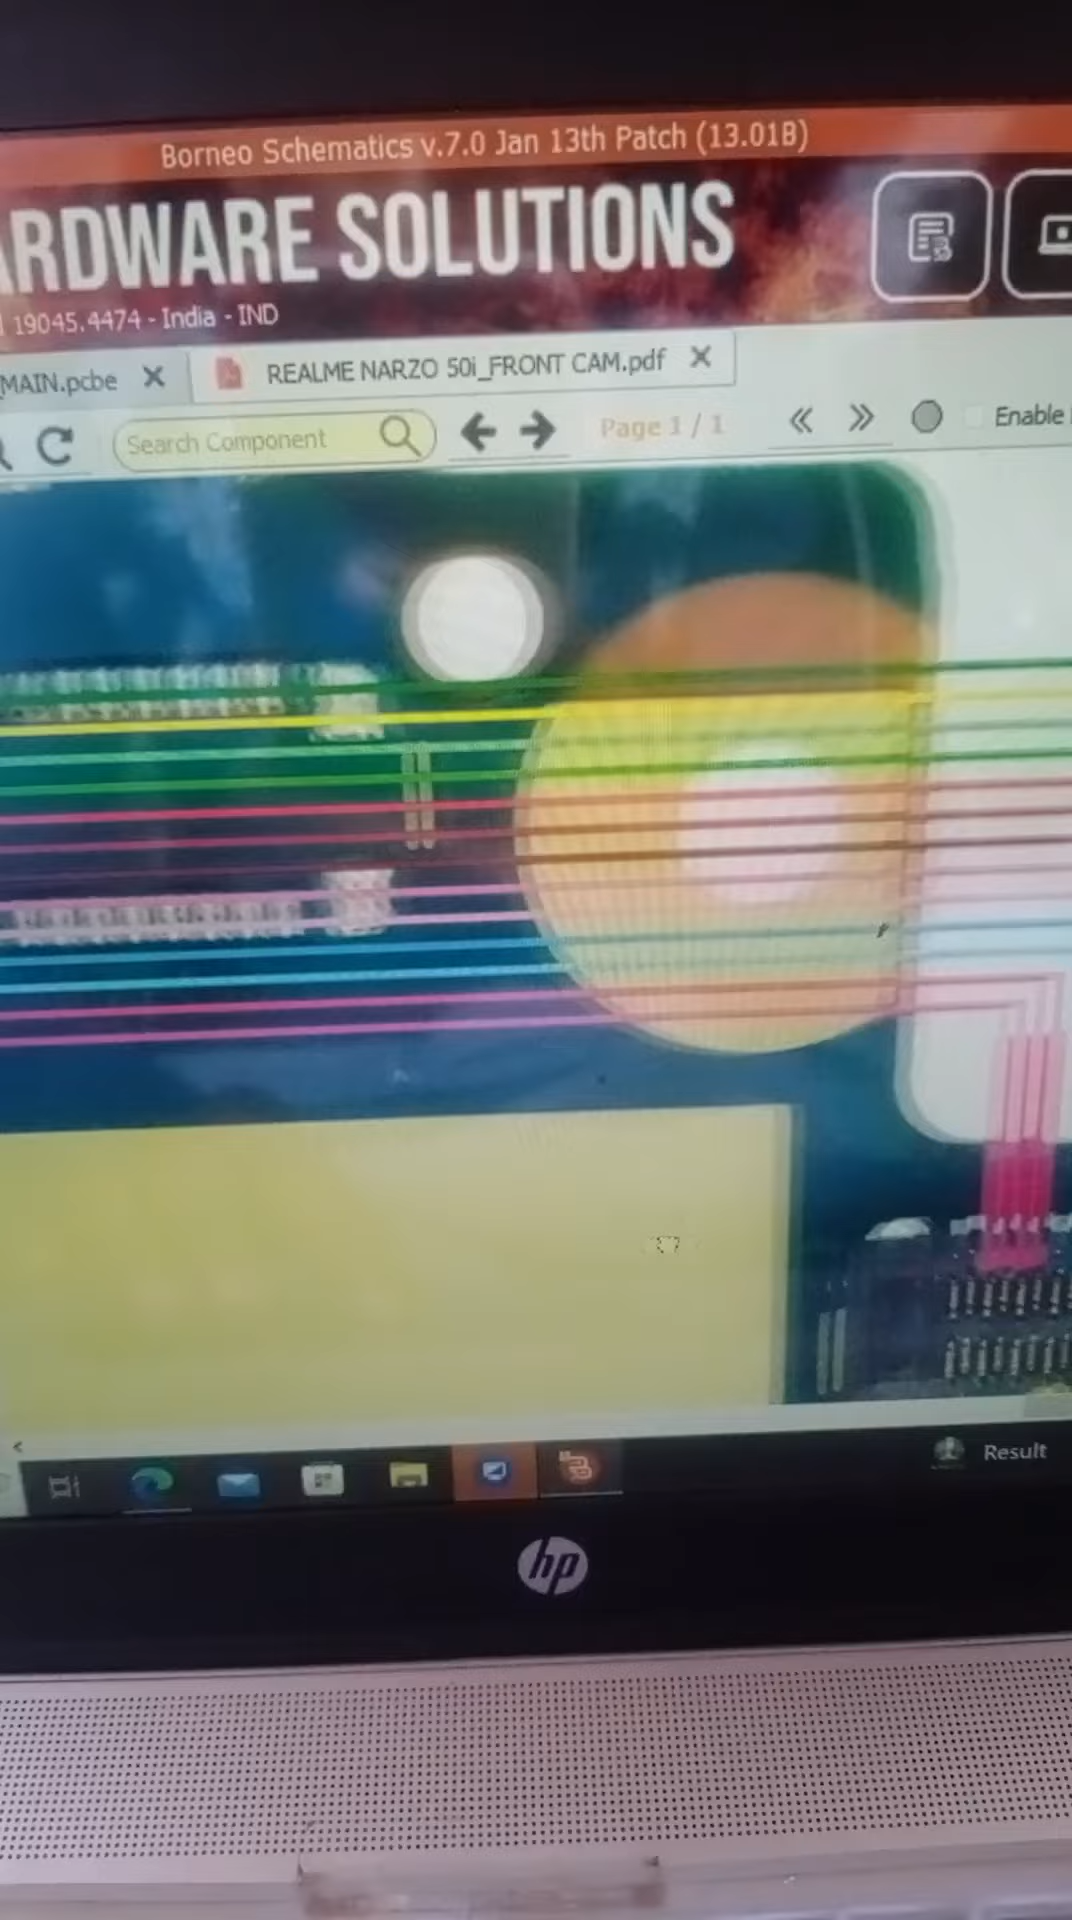 Borneo Schematics v.7.0 Jan 13th Patch (13.01B)
ARDWARE SOLUTIONS
19045.4474 - India - IND
MAIN.pcbe
REALME NARZO 50i_FRONT CAM.pdf
Search Component
Page 1 / 1
Enable
Result
hp